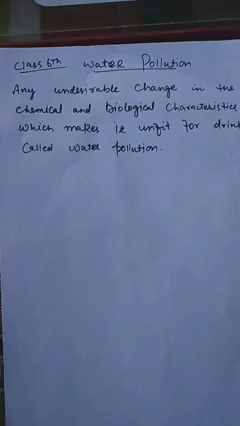 Class 6th Water Pollution
Any undesirable change in the
chemical and biological characteristics
which makes it unfit for drink
called water pollution.